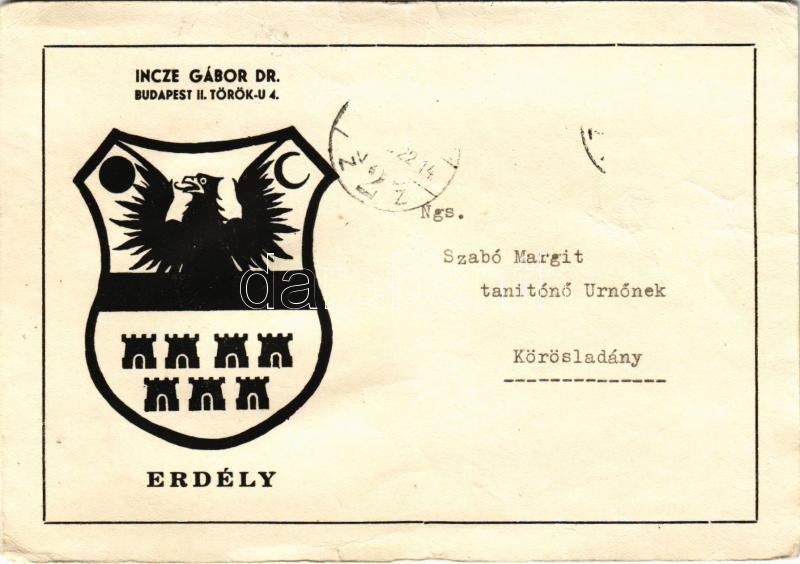 INCZE GÁBOR DR.
BUDAPEST II. TÖRÖK-U 4.
Ngs.
Szabó Margit
tanitónő Urnőnek
Körösladány
ERDÉLY